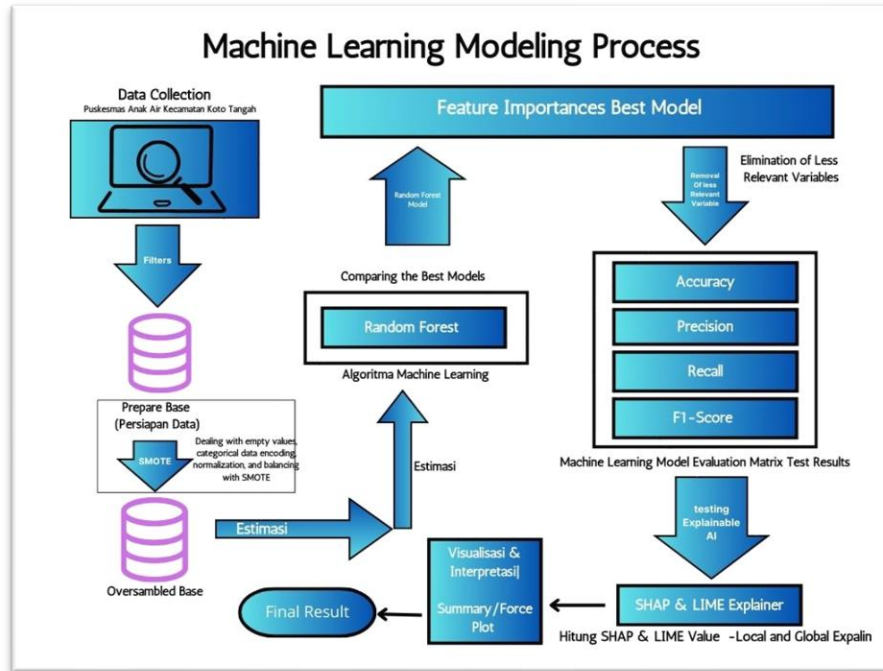 Machine Learning Modeling Process
Data Collection
Puskesmas Anak Air Kecamatan Koto Tangah
Filters
Prepare Base
(Persiapan Data)
SMOTE
Dealing with empty values,
categorical data encoding,
normalization, and balancing
with SMOTE
Oversambled Base
Estimasi
Estimasi
Comparing the Best Models
Random Forest
Algoritma Machine Learning
Random Forest
Model
Feature Importances Best Model
Removal
Of less
Relevant
Variable
Elimination of Less
Relevant Variables
Accuracy
Precision
Recall
F1-Score
Machine Learning Model Evaluation Matrix Test Results
testing
Explainable
AI
SHAP & LIME Explainer
Hitung SHAP & LIME Value -Local and Global Expalin
Visualisasi &
Interpretasi|
Summary/Force
Plot
Final Result